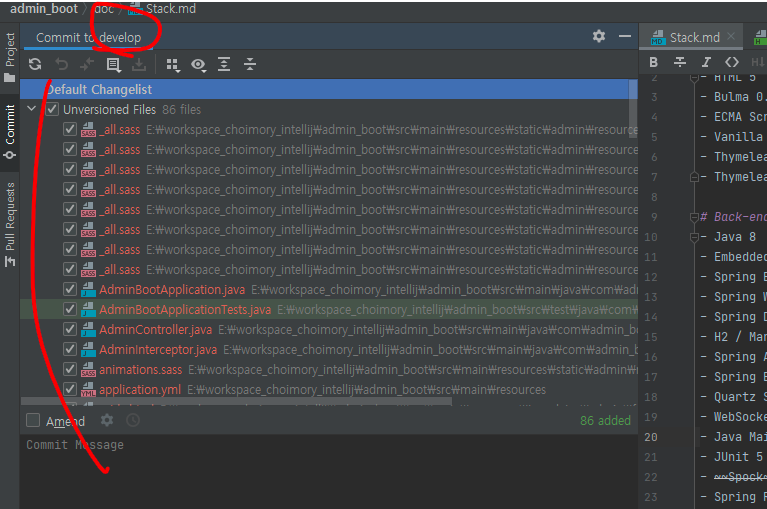 admin_boot 〉 doc 〉 Stack.md
Commit to develop
Project
Commit
Pull Requests
Default Changelist
Unversioned Files 86 files
_all.sass E:₩workspace_choimory_intellij₩admin_boot₩src₩main₩resources₩static₩admin₩resource
_all.sass E:₩workspace_choimory_intellij₩admin_boot₩src₩main₩resources₩static₩admin₩resource
_all.sass E:₩workspace_choimory_intellij₩admin_boot₩src₩main₩resources₩static₩admin₩resource
_all.sass E:₩workspace_choimory_intellij₩admin_boot₩src₩main₩resources₩static₩admin₩resource
_all.sass E:₩workspace_choimory_intellij₩admin_boot₩src₩main₩resources₩static₩admin₩resource
_all.sass E:₩workspace_choimory_intellij₩admin_boot₩src₩main₩resources₩static₩admin₩resource
_all.sass E:₩workspace_choimory_intellij₩admin_boot₩src₩main₩resources₩static₩admin₩resource
_all.sass E:₩workspace_choimory_intellij₩admin_boot₩src₩main₩resources₩static₩admin₩resource
AdminBootApplication.java E:₩workspace_choimory_intellij₩admin_boot₩src₩main₩java₩com₩ad
AdminBootApplicationTests.java E:₩workspace_choimory_intellij₩admin_boot₩src₩test₩java₩com₩
AdminController.java E:₩workspace_choimory_intellij₩admin_boot₩src₩main₩java₩com₩admin_b
AdminInterceptor.java E:₩workspace_choimory_intellij₩admin_boot₩src₩main₩java₩com₩admin_b
animations.sass E:₩workspace_choimory_intellij₩admin_boot₩src₩main₩resources₩static₩admin₩
application.yml E:₩workspace_choimory_intellij₩admin_boot₩src₩main₩resources
Amend 86 added
Commit Message
Stack.md
B I H↓
2 - HTML 5
3 - Bulma 0.
4 - ECMA Scr
5 - Vanilla
6 - Thymelea
7 - Thymelea
8
9 # Back-en
10 - Java 8
11 - Embedded
12 - Spring B
13 - Spring W
14 - Spring D
15 - H2 / Mar
16 - Spring A
17 - Spring B
18 - Quartz S
19 - WebSocke
20 - Java Mai
21 - JUnit 5
22 - ~~Spock~
23 - Spring R